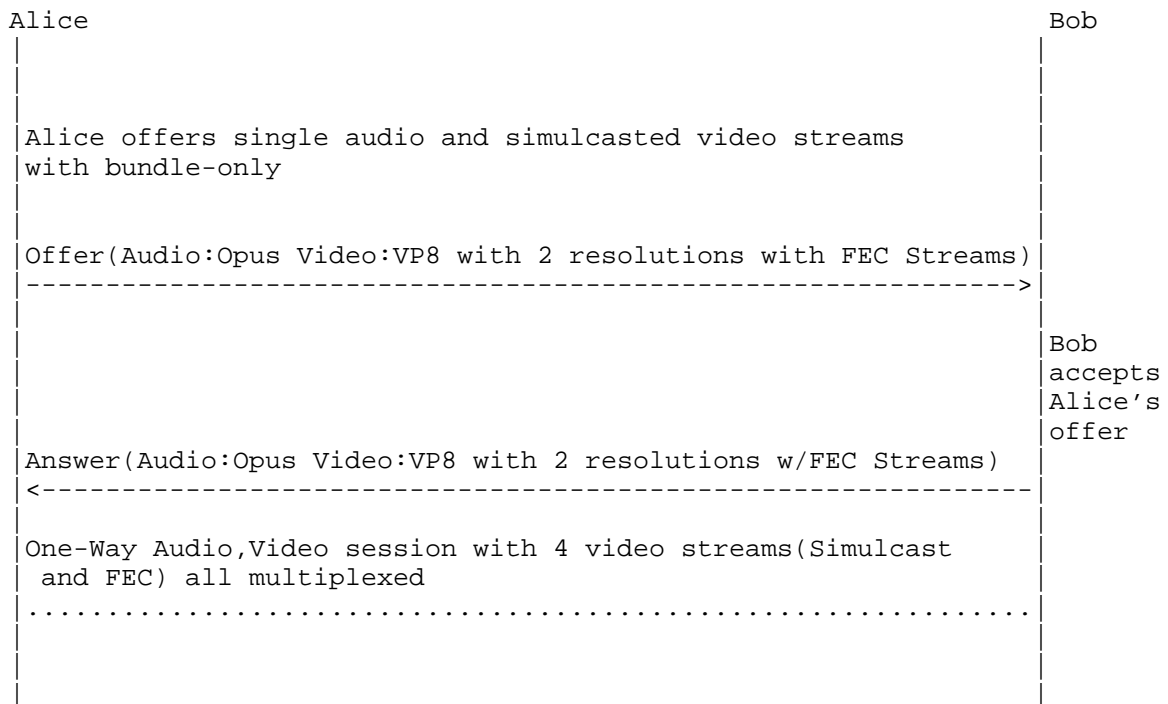 Alice Bob
Alice offers single audio and simulcasted video streams
with bundle-only
Offer(Audio:Opus Video:VP8 with 2 resolutions with FEC Streams)
-------------------------------------------------------------->
Bob
accepts
Alice's
offer
Answer(Audio:Opus Video:VP8 with 2 resolutions w/FEC Streams)
<--------------------------------------------------------------
One-Way Audio,Video session with 4 video streams(Simulcast
and FEC) all multiplexed
...............................................................